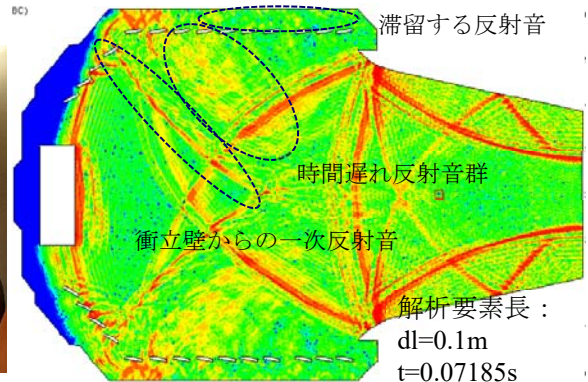 BC)
滞留する反射音
時間遅れ反射音群
衝立壁からの一次反射音
解析要素長：
dl=0.1m
t=0.07185s